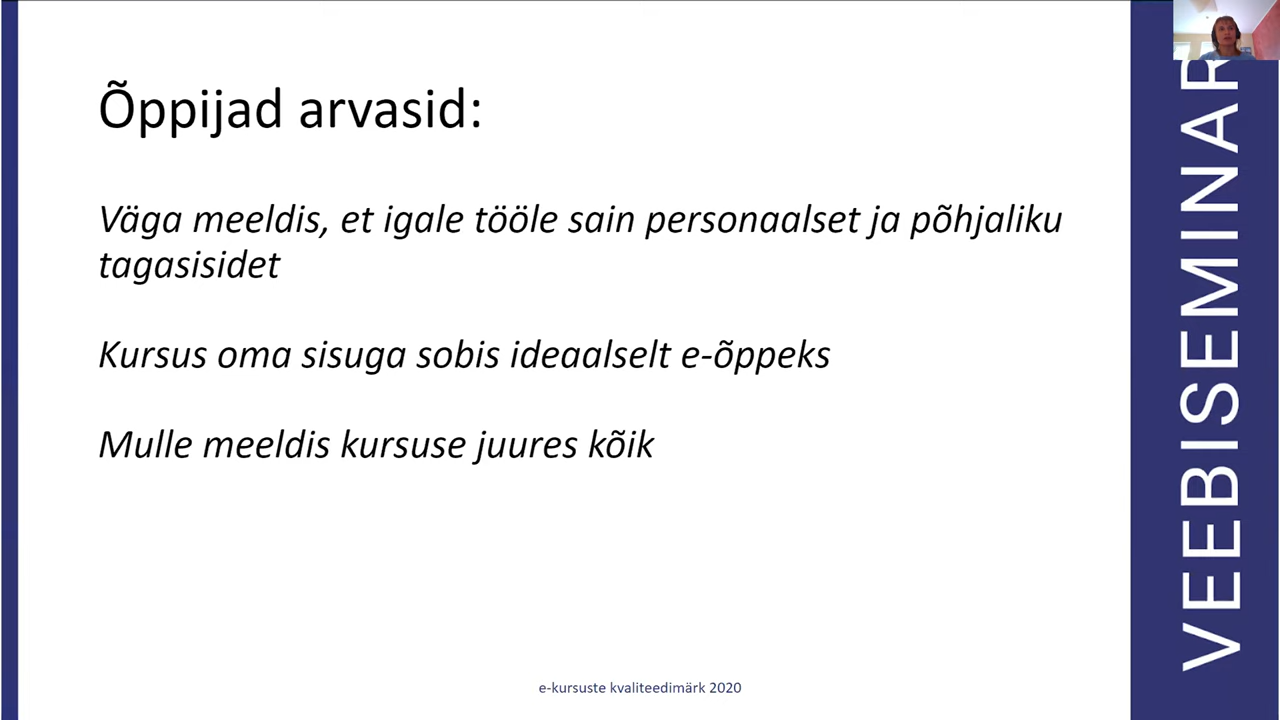 Õppijad arvasid:
Väga meeldis, et igale tööle sain personaalset ja põhjaliku
tagasisidet
Kursus oma sisuga sobis ideaalselt e-õppeks
Mulle meeldis kursuse juures kõik
e-kursuste kvaliteedimärk 2020
VEEBISEMINAR